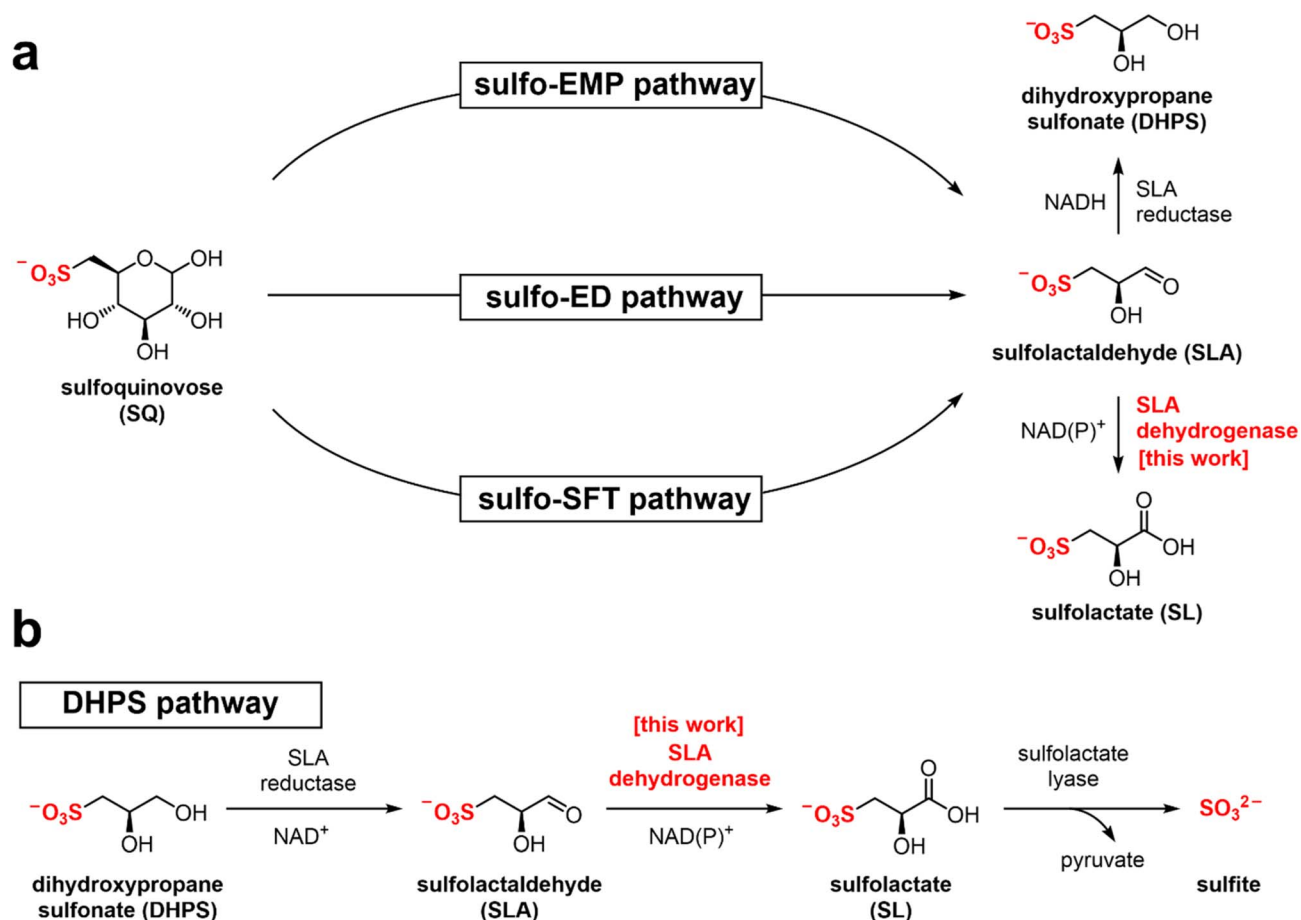 a
sulfo-EMP pathway
⁻O₃S
OH
OH
dihydroxypropane
sulfonate (DHPS)
NADH
SLA
reductase
⁻O₃S
O
OH
HO
OH
OH
sulfoquinovose
(SQ)
sulfo-ED pathway
⁻O₃S
O
OH
sulfolactaldehyde (SLA)
NAD(P)⁺
SLA
dehydrogenase
[this work]
sulfo-SFT pathway
⁻O₃S
O
OH
OH
sulfolactate (SL)
b
DHPS pathway
⁻O₃S
OH
OH
dihydroxypropane
sulfonate (DHPS)
SLA
reductase
NAD⁺
⁻O₃S
O
OH
sulfolactaldehyde
(SLA)
[this work]
SLA
dehydrogenase
NAD(P)⁺
⁻O₃S
O
OH
OH
sulfolactate
(SL)
sulfolactate
lyase
pyruvate
SO₃²⁻
sulfite